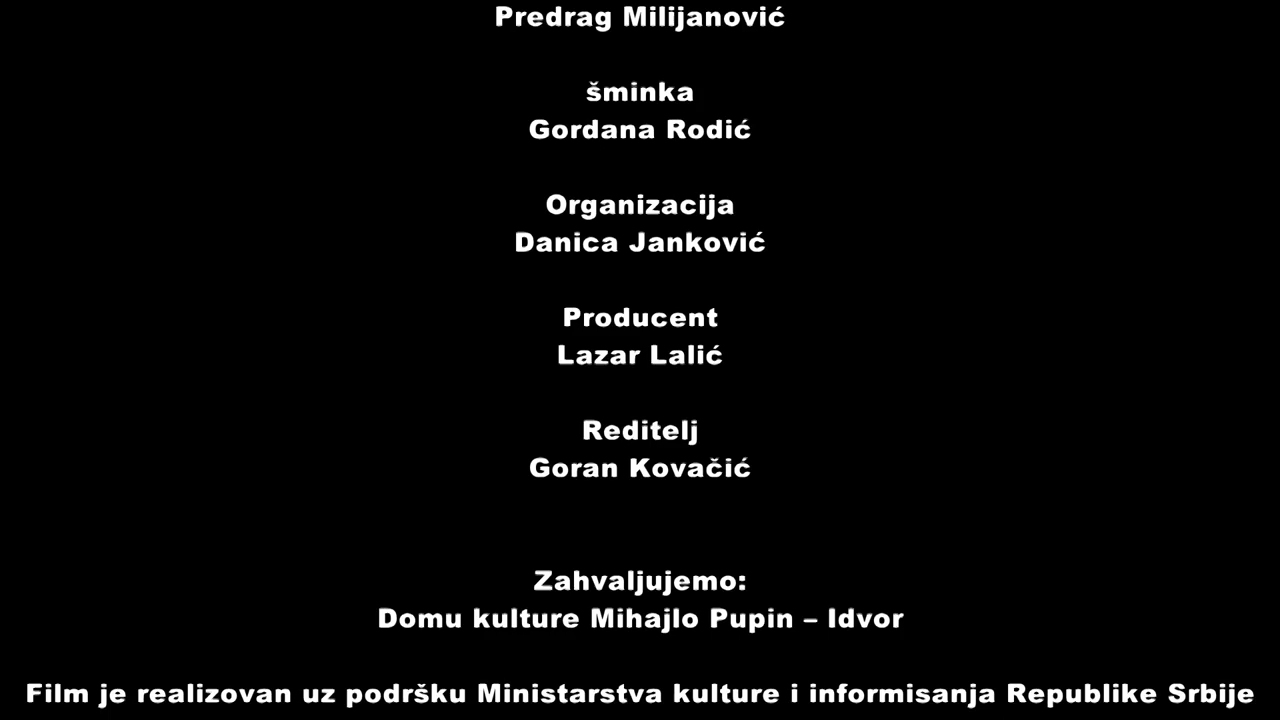 Predrag Milijanović
šminka
Gordana Rodić
Organizacija
Danica Janković
Producent
Lazar Lalić
Reditelj
Goran Kovačić
Zahvaljujemo:
Domu kulture Mihajlo Pupin – Idvor
Film je realizovan uz podršku Ministarstva kulture i informisanja Republike Srbije